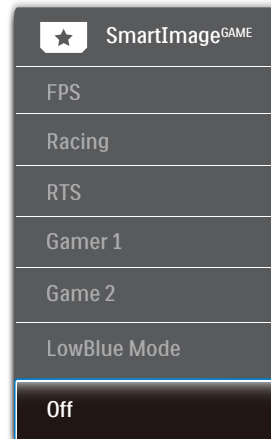 SmartImageGAME
FPS
Racing
RTS
Gamer 1
Game 2
LowBlue Mode
Off